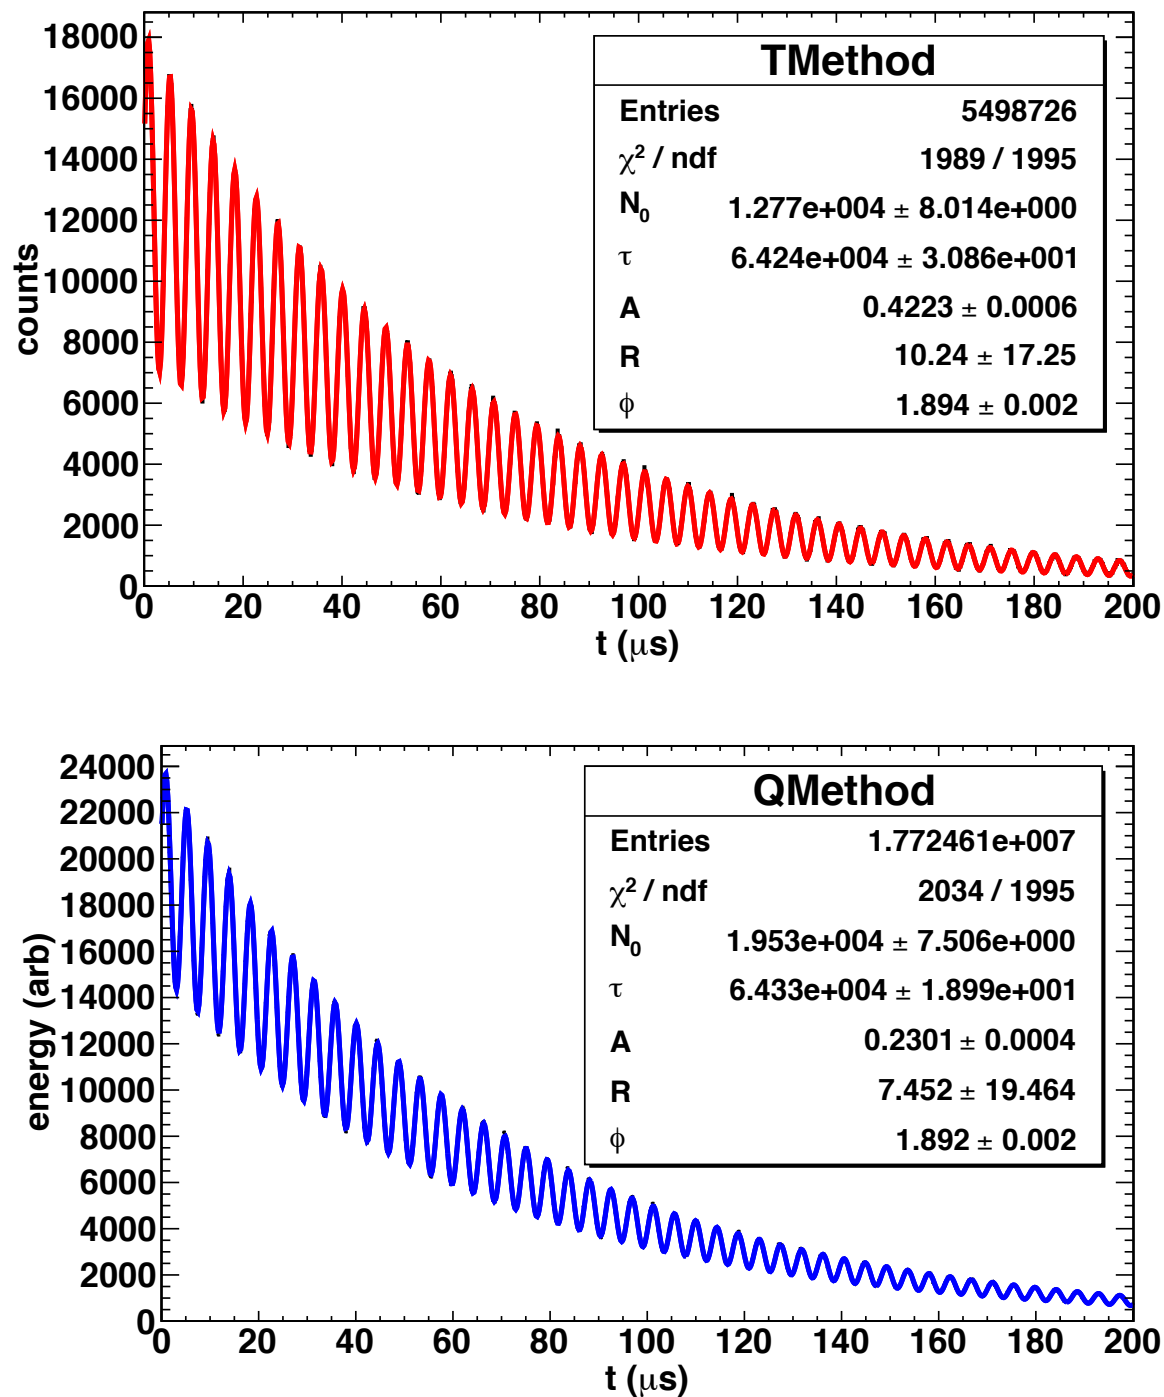 18000
16000
14000
12000
10000
8000
6000
4000
2000
0
counts
TMethod
Entries 5498726
χ² / ndf 1989 / 1995
N₀ 1.277e+004 ± 8.014e+000
τ 6.424e+004 ± 3.086e+001
A 0.4223 ± 0.0006
R 10.24 ± 17.25
ϕ 1.894 ± 0.002
0 20 40 60 80 100 120 140 160 180 200
t (μs)
24000
22000
20000
18000
16000
14000
12000
10000
8000
6000
4000
2000
0
energy (arb)
QMethod
Entries 1.772461e+007
χ² / ndf 2034 / 1995
N₀ 1.953e+004 ± 7.506e+000
τ 6.433e+004 ± 1.899e+001
A 0.2301 ± 0.0004
R 7.452 ± 19.464
ϕ 1.892 ± 0.002
0 20 40 60 80 100 120 140 160 180 200
t (μs)